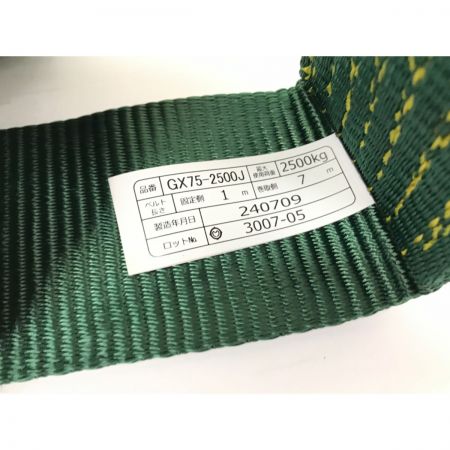 品番 GX75-2500J 最大使用荷重 2500kg
ベルト長さ 固定側 1 m 巻取側 7 m
製造年月日 240709
ロットNo. 3007-05